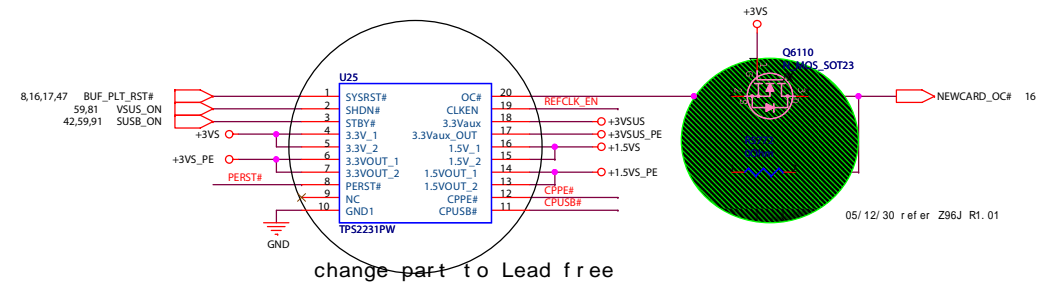 +3VS
Q6110
MOS_SOT23
U25
8,16,17,47 BUF_PLT_RST# 1 SYSRST# OC# 20 NEWCARD_OC# 16
59,81 VSUS_ON 2 SHDN# CLKEN 19 REFCLK_EN
42,59,91 SUSB_ON 3 STBY# 3.3Vaux 18 +3VSUS
+3VS 4 3.3V_1 3.3Vaux_OUT 17 +3VSUS_PE
5 3.3V_2 1.5V_1 16 +1.5VS
+3VS_PE 6 3.3VOUT_1 1.5V_2 15
7 3.3VOUT_2 1.5VOUT_1 14 +1.5VS_PE
PERST# 8 PERST# 1.5VOUT_2 13
9 NC CPPE# 12 CPPE#
10 GND1 CPUSB# 11 CPUSB#
GND
TPS2231PW
05/12/30 refer Z96J R1.01
change part to Lead free